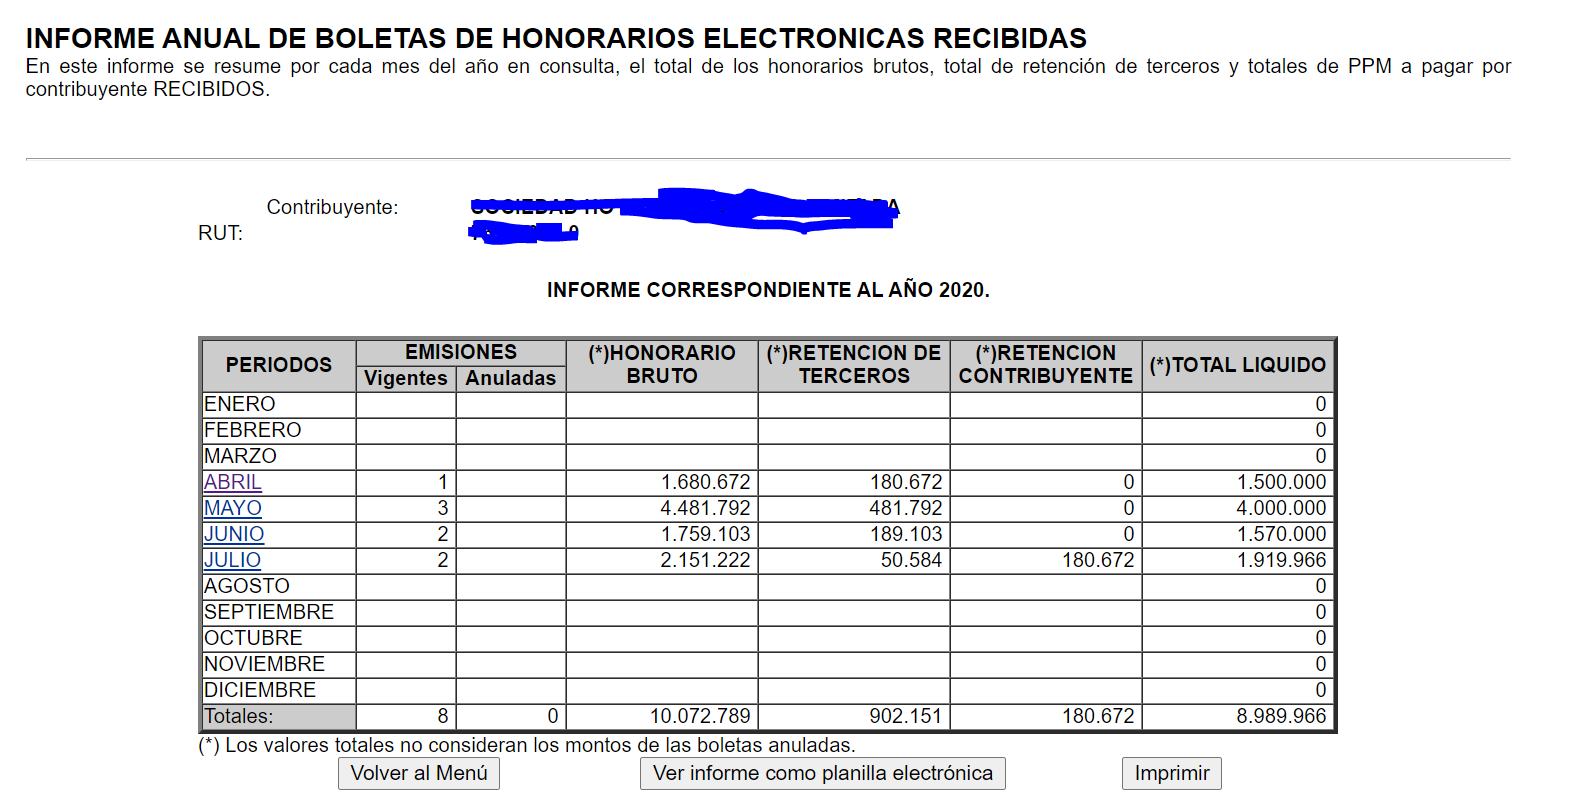 INFORME ANUAL DE BOLETAS DE HONORARIOS ELECTRONICAS RECIBIDAS
En este informe se resume por cada mes del año en consulta, el total de los honorarios brutos, total de retención de terceros y totales de PPM a pagar por
contribuyente RECIBIDOS.
Contribuyente:
RUT:
INFORME CORRESPONDIENTE AL AÑO 2020.
PERIODOS EMISIONES (*)HONORARIO BRUTO (*)RETENCION DE TERCEROS (*)RETENCION CONTRIBUYENTE (*)TOTAL LIQUIDO
Vigentes Anuladas
ENERO 0
FEBRERO 0
MARZO 0
ABRIL 1 1.680.672 180.672 0 1.500.000
MAYO 3 4.481.792 481.792 0 4.000.000
JUNIO 2 1.759.103 189.103 0 1.570.000
JULIO 2 2.151.222 50.584 180.672 1.919.966
AGOSTO 0
SEPTIEMBRE 0
OCTUBRE 0
NOVIEMBRE 0
DICIEMBRE 0
Totales: 8 0 10.072.789 902.151 180.672 8.989.966
(*) Los valores totales no consideran los montos de las boletas anuladas.
Volver al Menú Ver informe como planilla electrónica Imprimir